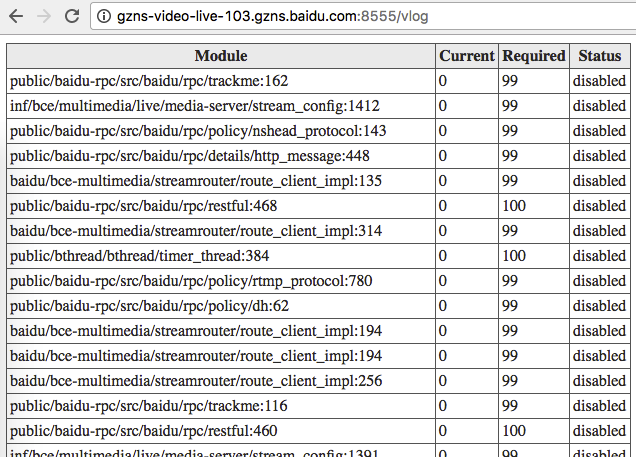 gzns-video-live-103.gzns.baidu.com:8555/vlog
Module Current Required Status
public/baidu-rpc/src/baidu/rpc/trackme:162 0 99 disabled
inf/bce/multimedia/live/media-server/stream_config:1412 0 99 disabled
public/baidu-rpc/src/baidu/rpc/policy/nshead_protocol:143 0 99 disabled
public/baidu-rpc/src/baidu/rpc/details/http_message:448 0 99 disabled
baidu/bce-multimedia/streamrouter/route_client_impl:135 0 99 disabled
public/baidu-rpc/src/baidu/rpc/restful:468 0 100 disabled
baidu/bce-multimedia/streamrouter/route_client_impl:314 0 99 disabled
public/bthread/bthread/timer_thread:384 0 100 disabled
public/baidu-rpc/src/baidu/rpc/policy/rtmp_protocol:780 0 99 disabled
public/baidu-rpc/src/baidu/rpc/policy/dh:62 0 99 disabled
baidu/bce-multimedia/streamrouter/route_client_impl:194 0 99 disabled
baidu/bce-multimedia/streamrouter/route_client_impl:194 0 99 disabled
baidu/bce-multimedia/streamrouter/route_client_impl:256 0 99 disabled
public/baidu-rpc/src/baidu/rpc/trackme:116 0 99 disabled
public/baidu-rpc/src/baidu/rpc/restful:460 0 100 disabled
inf/bce/multimedia/live/media-server/stream_config:1391 0 99 disabled